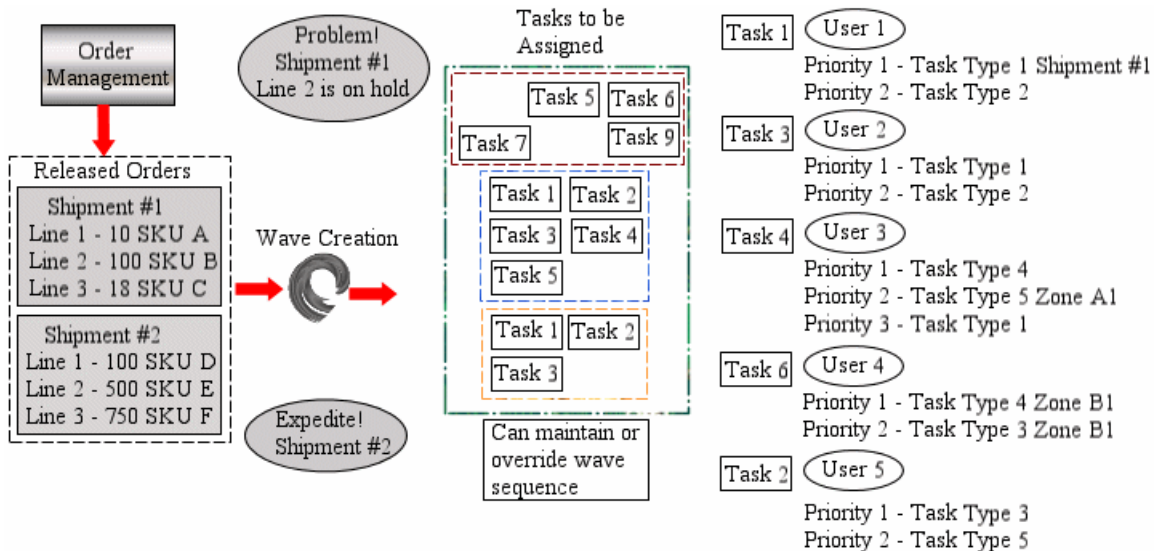 Order
Management
Released Orders
Shipment #1
Line 1 - 10 SKU A
Line 2 - 100 SKU B
Line 3 - 18 SKU C
Shipment #2
Line 1 - 100 SKU D
Line 2 - 500 SKU E
Line 3 - 750 SKU F
Problem!
Shipment #1
Line 2 is on hold
Wave Creation
Expedite!
Shipment #2
Tasks to be
Assigned
Task 5
Task 6
Task 7
Task 9
Task 1
Task 2
Task 3
Task 4
Task 5
Task 1
Task 2
Task 3
Can maintain or
override wave
sequence
Task 1
User 1
Priority 1 - Task Type 1 Shipment #1
Priority 2 - Task Type 2
Task 3
User 2
Priority 1 - Task Type 1
Priority 2 - Task Type 2
Task 4
User 3
Priority 1 - Task Type 4
Priority 2 - Task Type 5 Zone A1
Priority 3 - Task Type 1
Task 6
User 4
Priority 1 - Task Type 4 Zone B1
Priority 2 - Task Type 3 Zone B1
Task 2
User 5
Priority 1 - Task Type 3
Priority 2 - Task Type 5